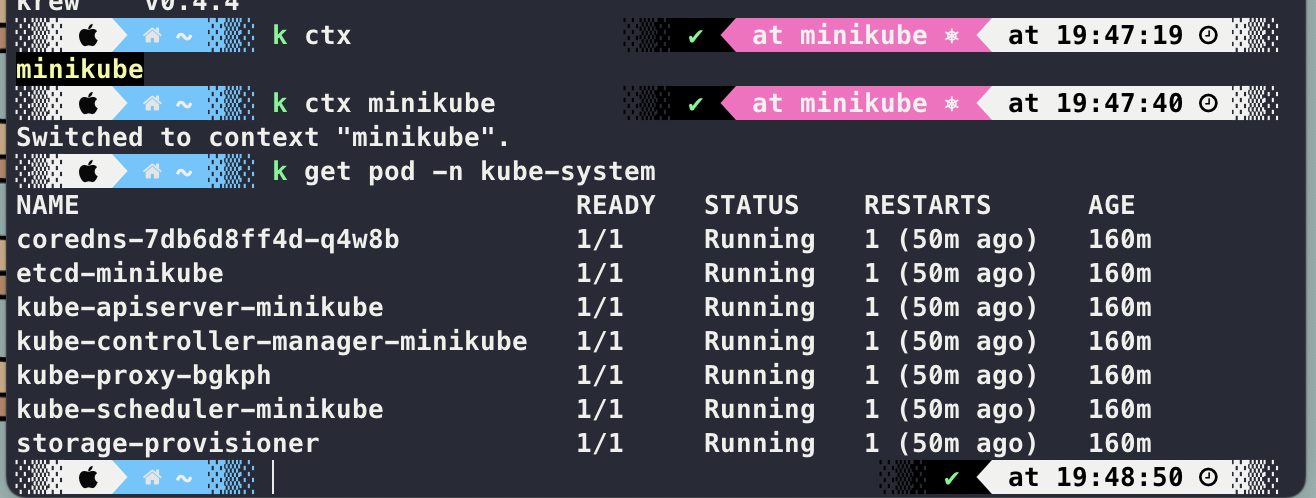 krew v0.4.4
~ k ctx ✔ at minikube at 19:47:19
minikube
~ k ctx minikube ✔ at minikube at 19:47:40
Switched to context "minikube".
~ k get pod -n kube-system
NAME READY STATUS RESTARTS AGE
coredns-7db6d8ff4d-q4w8b 1/1 Running 1 (50m ago) 160m
etcd-minikube 1/1 Running 1 (50m ago) 160m
kube-apiserver-minikube 1/1 Running 1 (50m ago) 160m
kube-controller-manager-minikube 1/1 Running 1 (50m ago) 160m
kube-proxy-bgkph 1/1 Running 1 (50m ago) 160m
kube-scheduler-minikube 1/1 Running 1 (50m ago) 160m
storage-provisioner 1/1 Running 1 (50m ago) 160m
~ ✔ at 19:48:50